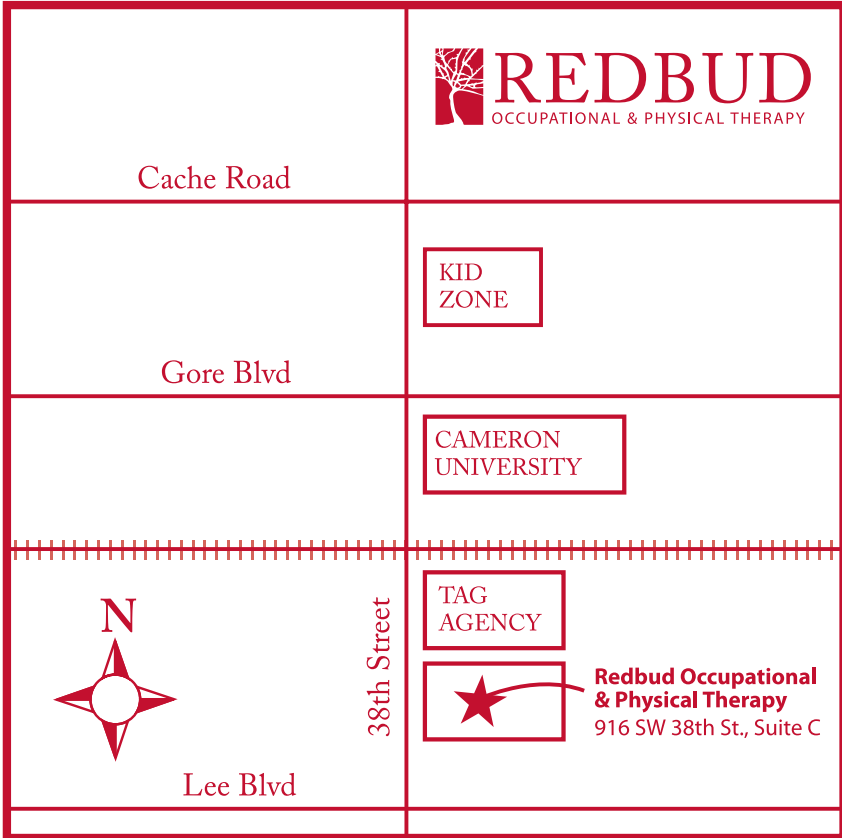 REDBUD
OCCUPATIONAL & PHYSICAL THERAPY
Cache Road
KID
ZONE
Gore Blvd
CAMERON
UNIVERSITY
N
38th Street
TAG
AGENCY
Redbud Occupational
& Physical Therapy
916 SW 38th St., Suite C
Lee Blvd